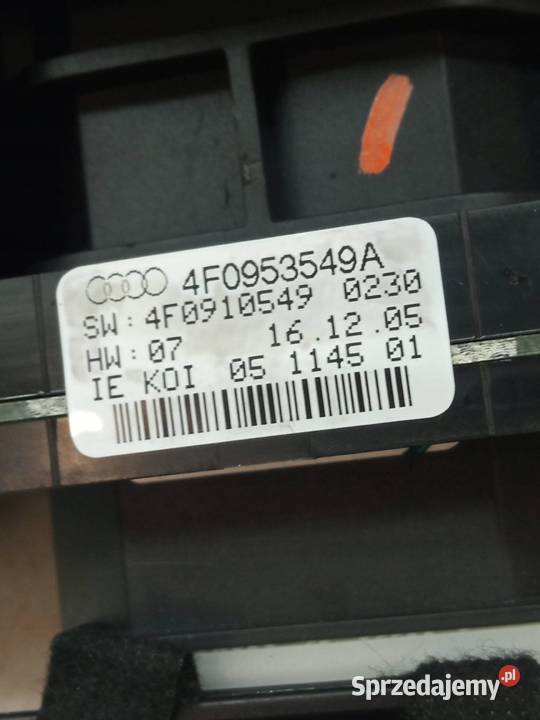 4F0953549A
SW: 4F0910549 0230
HW: 07 16.12.05
IE KOI 05 1145 01
Sprzedajemy.pl